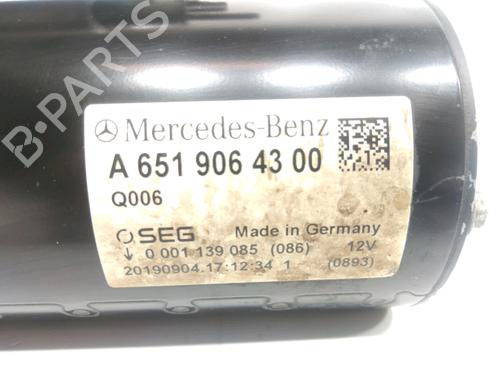 B-PARTS
Mercedes-Benz
A 651 906 43 00
Q006
SEG Made in Germany
0 001 139 085 (086) 12V
20190904.17:12:34 1 (0893)